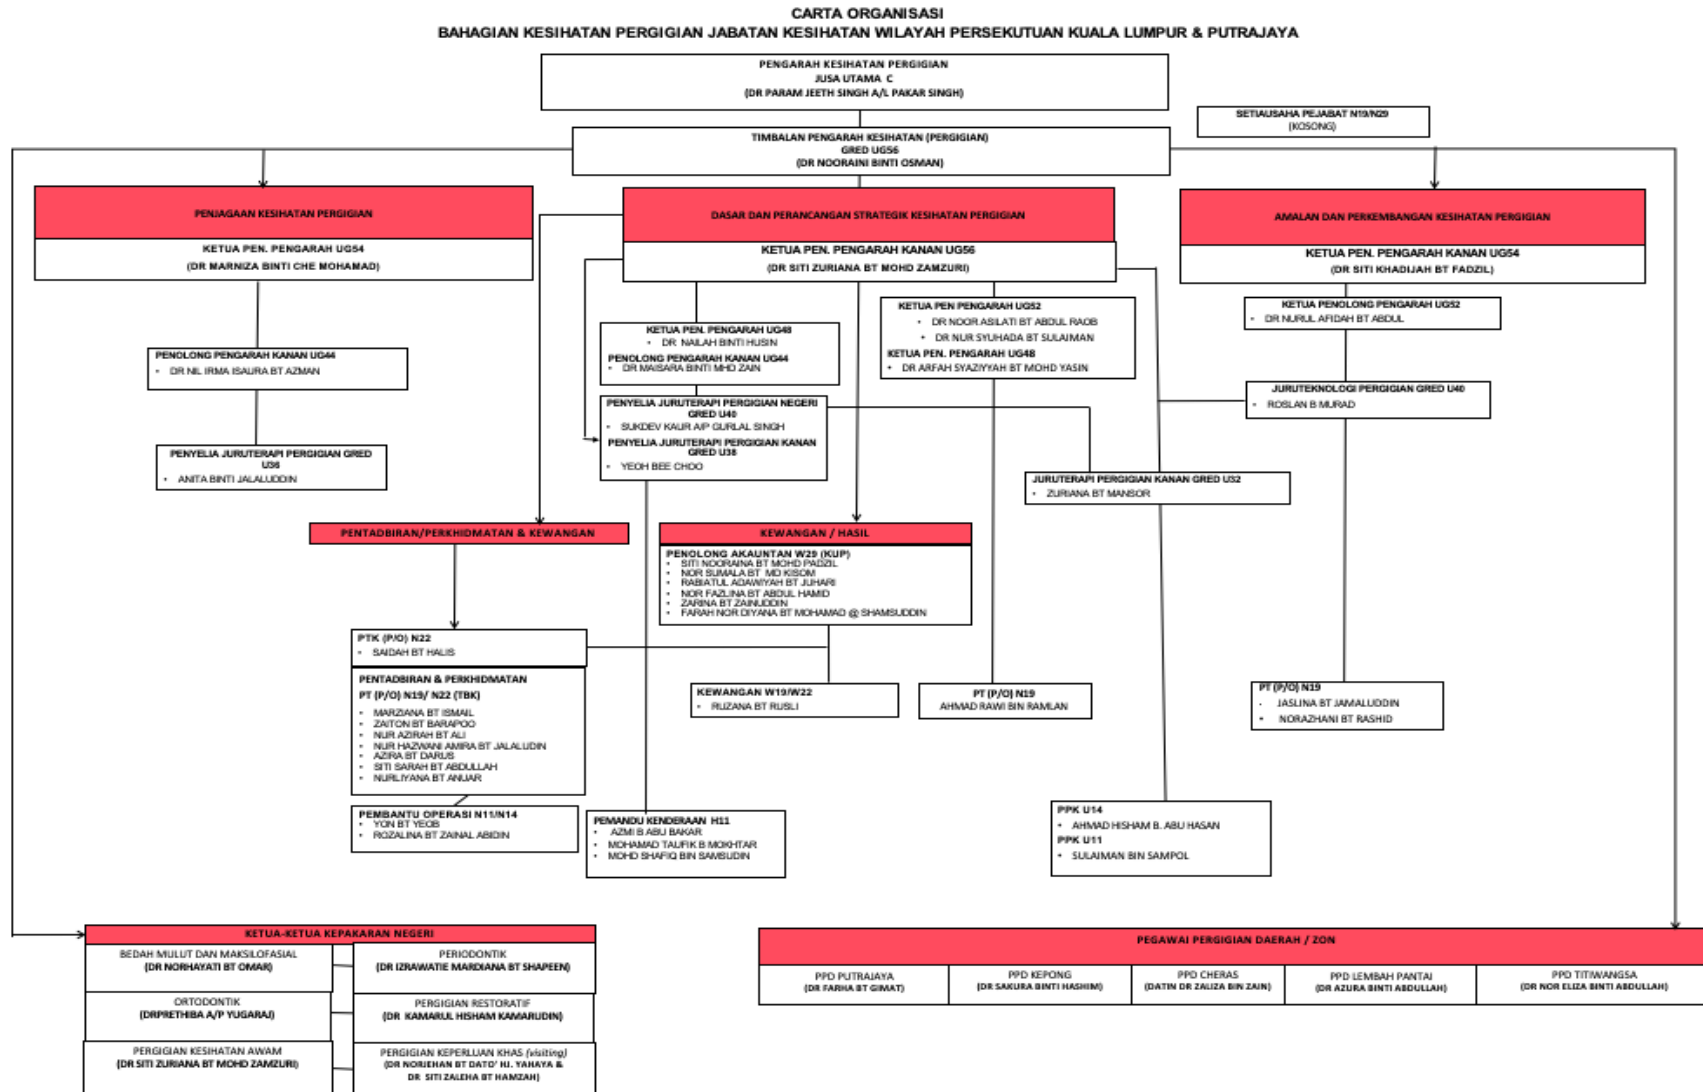 CARTA ORGANISASI
BAHAGIAN KESIHATAN PERGIGIAN JABATAN KESIHATAN WILAYAH PERSEKUTUAN KUALA LUMPUR & PUTRAJAYA
PENGARAH KESIHATAN PERGIGIAN
JUSA UTAMA C
(DR PARAM JEETH SINGH A/L PAKAR SINGH)
SETIAUSAHA PEJABAT N19/N29
(KOSONG)
TIMBALAN PENGARAH KESIHATAN (PERGIGIAN)
GRED UG56
(DR NOORAINI BINTI OSMAN)
PENJAGAAN KESIHATAN PERGIGIAN
KETUA PEN. PENGARAH UG54
(DR MARNIZA BINTI CHE MOHAMAD)
PENOLONG PENGARAH KANAN UG44
• DR NIL IRMA ISAURA BT AZMAN
PENYELIA JURUTERAPI PERGIGIAN GRED
U36
• ANITA BINTI JALALUDDIN
DASAR DAN PERANCANGAN STRATEGIK KESIHATAN PERGIGIAN
KETUA PEN. PENGARAH KANAN UG56
(DR SITI ZURIANA BT MOHD ZAMZURI)
KETUA PEN. PENGARAH UG48
• DR NAILAH BINTI HUSIN
PENOLONG PENGARAH KANAN UG44
• DR MAISARA BINTI MHD ZAIN
PENYELIA JURUTERAPI PERGIGIAN NEGERI
GRED U40
• SUKDEV KAUR A/P GURLAL SINGH
PENYELIA JURUTERAPI PERGIGIAN KANAN
GRED U38
• YEOH BEE CHOO
KETUA PEN PENGARAH UG52
• DR NOOR ASILATI BT ABDUL RAOB
• DR NUR SYUHADA BT SULAIMAN
KETUA PEN. PENGARAH UG48
• DR ARFAH SYAZIYYAH BT MOHD YASIN
AMALAN DAN PERKEMBANGAN KESIHATAN PERGIGIAN
KETUA PEN. PENGARAH KANAN UG54
(DR SITI KHADIJAH BT FADZIL)
KETUA PENOLONG PENGARAH UG52
• DR NURUL AFIDAH BT ABDUL
JURUTEKNOLOGI PERGIGIAN GRED U40
• ROSLAN B MURAD
JURUTERAPI PERGIGIAN KANAN GRED U32
• ZURIANA BT MANSOR
PENTADBIRAN/PERKHIDMATAN & KEWANGAN
KEWANGAN / HASIL
PENOLONG AKAUNTAN W29 (KUP)
• SITI NOORAINA BT MOHD PADZIL
• NOR SUMALA BT MD KISOM
• RABIATUL ADAWIYAH BT JUHARI
• NOR FAZLINA BT ABDUL HAMID
• ZARINA BT ZAINUDDIN
• FARAH NOR DIYANA BT MOHAMAD @ SHAMSUDDIN
PTK (P/O) N22
• SAIDAH BT HALIS
PENTADBIRAN & PERKHIDMATAN
PT (P/O) N19/ N22 (TBK)
• MARZIANA BT ISMAIL
• ZAITON BT BARAPOO
• NUR AZIRAH BT ALI
• NUR HAZWANI AMIRA BT JALALUDIN
• AZIRA BT DARUS
• SITI SARAH BT ABDULLAH
• NURLIYANA BT ANUAR
KEWANGAN W19/W22
• RUZANA BT RUSLI
PT (P/O) N19
AHMAD RAWI BIN RAMLAN
PT (P/O) N19
• JASLINA BT JAMALUDDIN
• NORAZHANI BT RASHID
PEMBANTU OPERASI N11/N14
• YON BT YEOB
• ROZALINA BT ZAINAL ABIDIN
PEMANDU KENDERAAN H11
• AZMI B ABU BAKAR
• MOHAMAD TAUFIK B MOKHTAR
• MOHD SHAFIQ BIN SAMSUDIN
PPK U14
• AHMAD HISHAM B. ABU HASAN
PPK U11
• SULAIMAN BIN SAMPOL
KETUA-KETUA KEPAKARAN NEGERI
BEDAH MULUT DAN MAKSILOFASIAL
(DR NORHAYATI BT OMAR)
PERIODONTIK
(DR IZRAWATIE MARDIANA BT SHAPEEN)
ORTODONTIK
(DRPRETHIBA A/P YUGARAJ)
PERGIGIAN RESTORATIF
(DR KAMARUL HISHAM KAMARUDIN)
PERGIGIAN KESIHATAN AWAM
(DR SITI ZURIANA BT MOHD ZAMZURI)
PERGIGIAN KEPERLUAN KHAS (visiting)
(DR NORJEHAN BT DATO' HJ. YAHAYA &
DR SITI ZALEHA BT HAMZAH)
PEGAWAI PERGIGIAN DAERAH / ZON
PPD PUTRAJAYA
(DR FARHA BT GIMAT)
PPD KEPONG
(DR SAKURA BINTI HASHIM)
PPD CHERAS
(DATIN DR ZALIZA BIN ZAIN)
PPD LEMBAH PANTAI
(DR AZURA BINTI ABDULLAH)
PPD TITIWANGSA
(DR NOR ELIZA BINTI ABDULLAH)